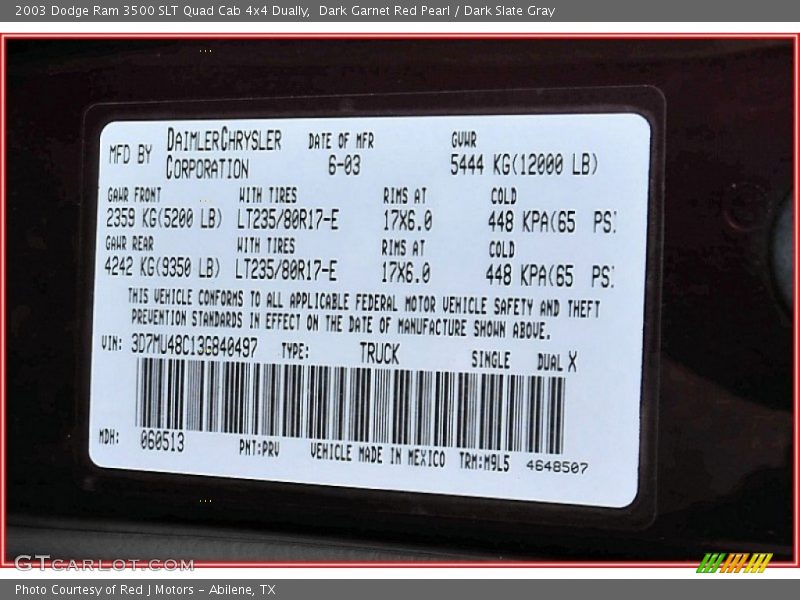 2003 Dodge Ram 3500 SLT Quad Cab 4x4 Dually,  Dark Garnet Red Pearl / Dark Slate Gray
MFD BY DAIMLERCHRYSLER CORPORATION DATE OF MFR 6-03 GVWR 5444 KG(12000 LB)
GAWR FRONT WITH TIRES RIMS AT COLD
2359 KG(5200 LB) LT235/80R17-E 17X6.0 448 KPA(65 PSI
GAWR REAR WITH TIRES RIMS AT COLD
4242 KG(9350 LB) LT235/80R17-E 17X6.0 448 KPA(65 PSI
THIS VEHICLE CONFORMS TO ALL APPLICABLE FEDERAL MOTOR VEHICLE SAFETY AND THEFT
PREVENTION STANDARDS IN EFFECT ON THE DATE OF MANUFACTURE SHOWN ABOVE.
VIN: 3D7MU48C13G840497 TYPE: TRUCK SINGLE DUAL X
MDH: 060513 PNT:PRV VEHICLE MADE IN MEXICO TRM:M9L5 4648507
GTCARLOT.COM
Photo Courtesy of Red J Motors - Abilene, TX